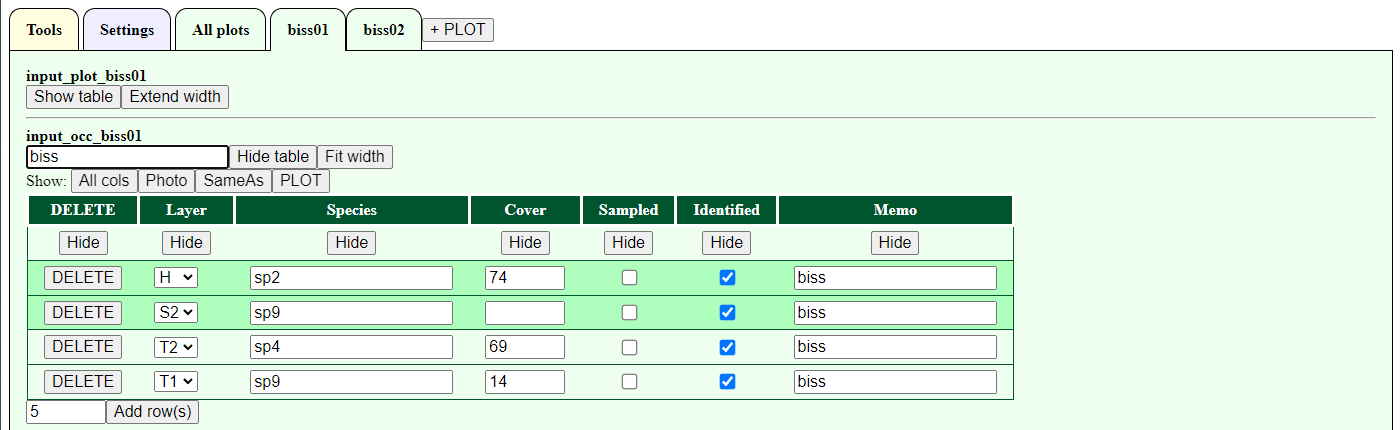 Tools Settings All plots biss01 biss02 + PLOT
input_plot_biss01
Show table Extend width
input_occ_biss01
biss Hide table Fit width
Show: All cols Photo SameAs PLOT
DELETE Layer Species Cover Sampled Identified Memo
Hide Hide Hide Hide Hide Hide Hide
DELETE H sp2 74 biss
DELETE S2 sp9 biss
DELETE T2 sp4 69 biss
DELETE T1 sp9 14 biss
5 Add row(s)